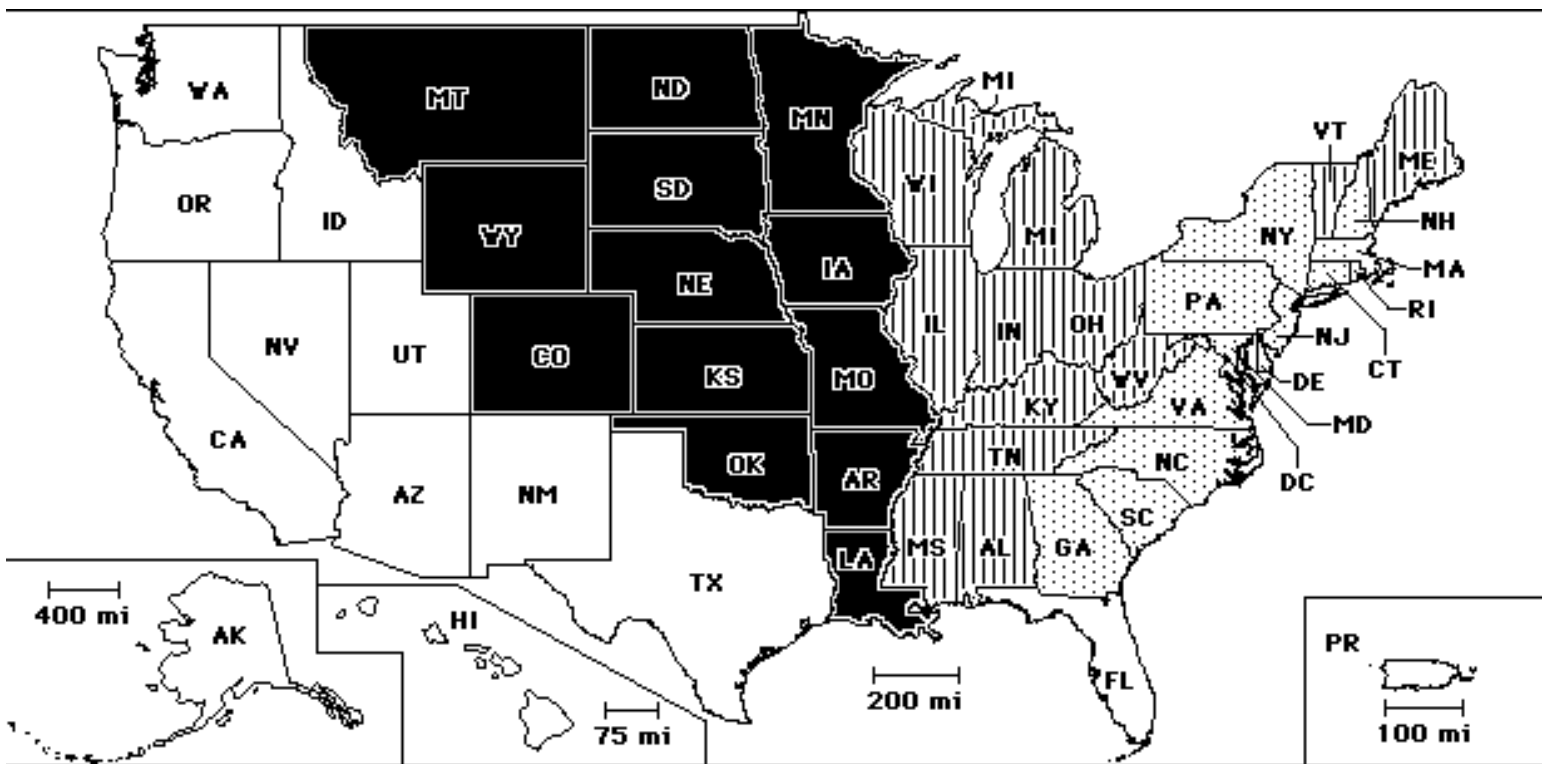 WA
MT
ND
MN
MI
VT
ME
OR
ID
WY
SD
WI
MI
NY
NH
MA
RI
CT
NE
IA
PA
NJ
DE
MD
DC
NV
UT
CO
KS
MO
IL
IN
OH
WV
VA
KY
CA
AZ
NM
OK
AR
TN
NC
SC
TX
LA
MS
AL
GA
FL
400 mi
AK
HI
75 mi
200 mi
PR
100 mi